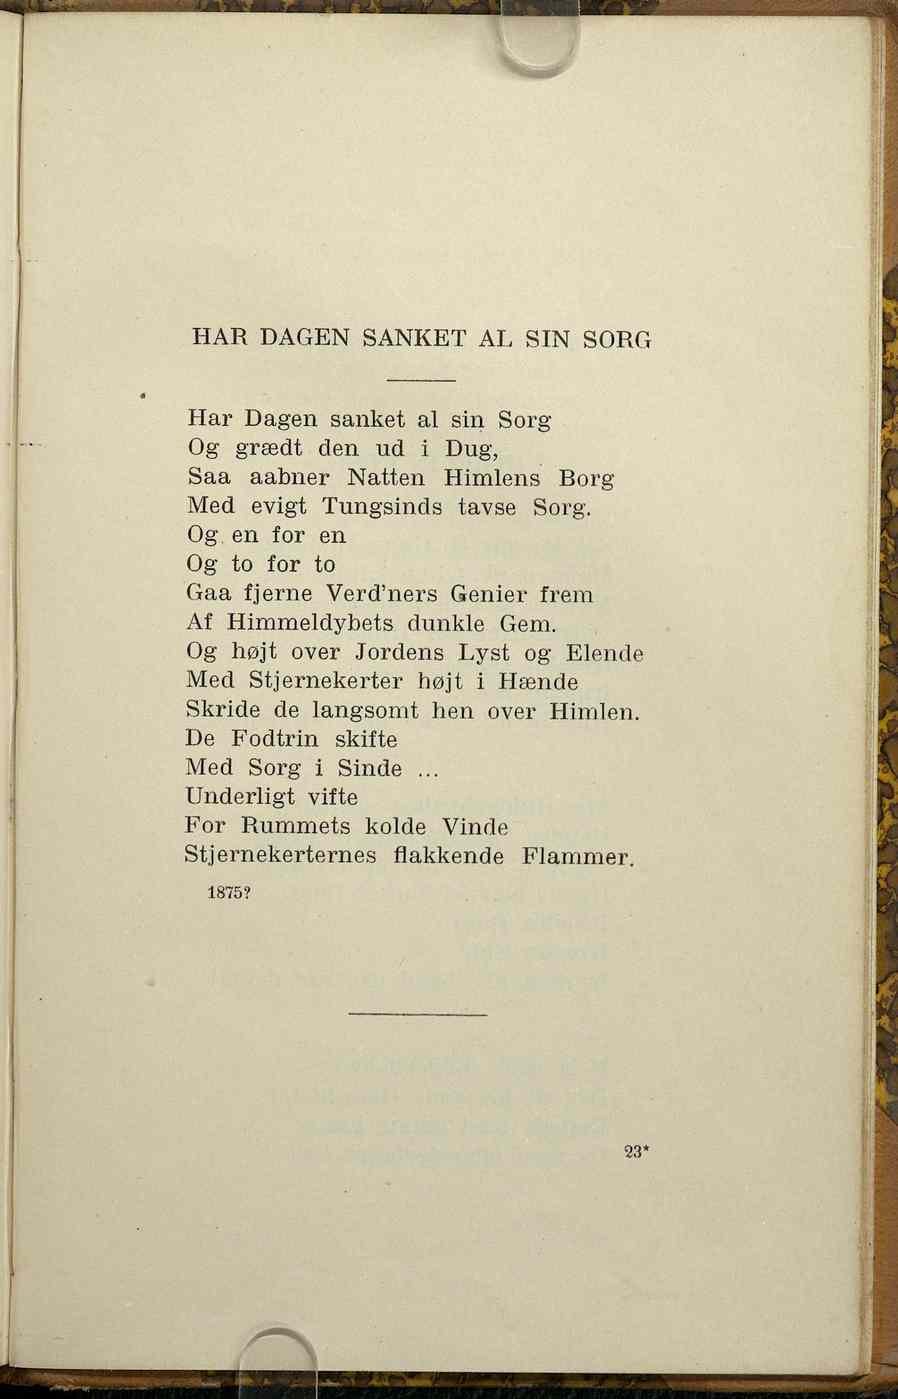 HAR DAGEN SANKET AL SIN SORG
Har Dagen sanket al sin Sorg
Og grædt den ud i Dug,
Saa aabner Natten Himlens Borg
Med evigt Tungsinds tavse Sorg.
Og en for en
Og to for to
Gaa fjerne Verd'ners Genier frem
Af Himmeldybets dunkle Gem.
Og højt over Jordens Lyst og Elende
Med Stjernekerter højt i Hænde
Skride de langsomt hen over Himlen.
De Fodtrin skifte
Med Sorg i Sinde ...
Underligt vifte
For Rummets kolde Vinde
Stjernekerternes flakkende Flammer.
1875?
23*